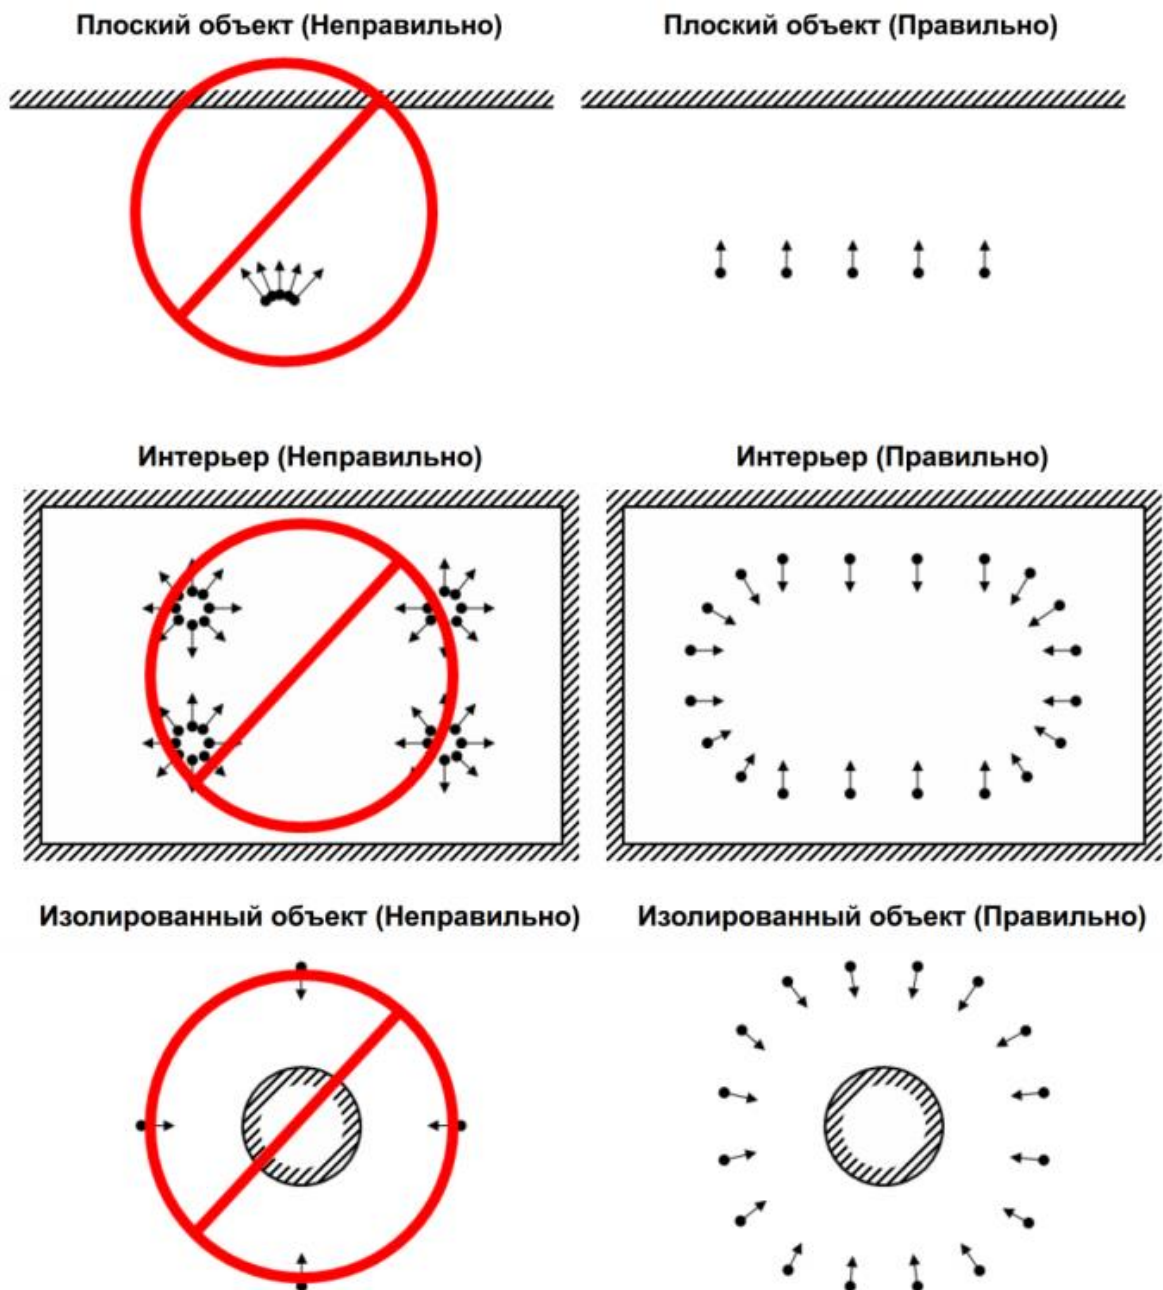 Плоский объект (Неправильно)
Плоский объект (Правильно)
Интерьер (Неправильно)
Интерьер (Правильно)
Изолированный объект (Неправильно)
Изолированный объект (Правильно)